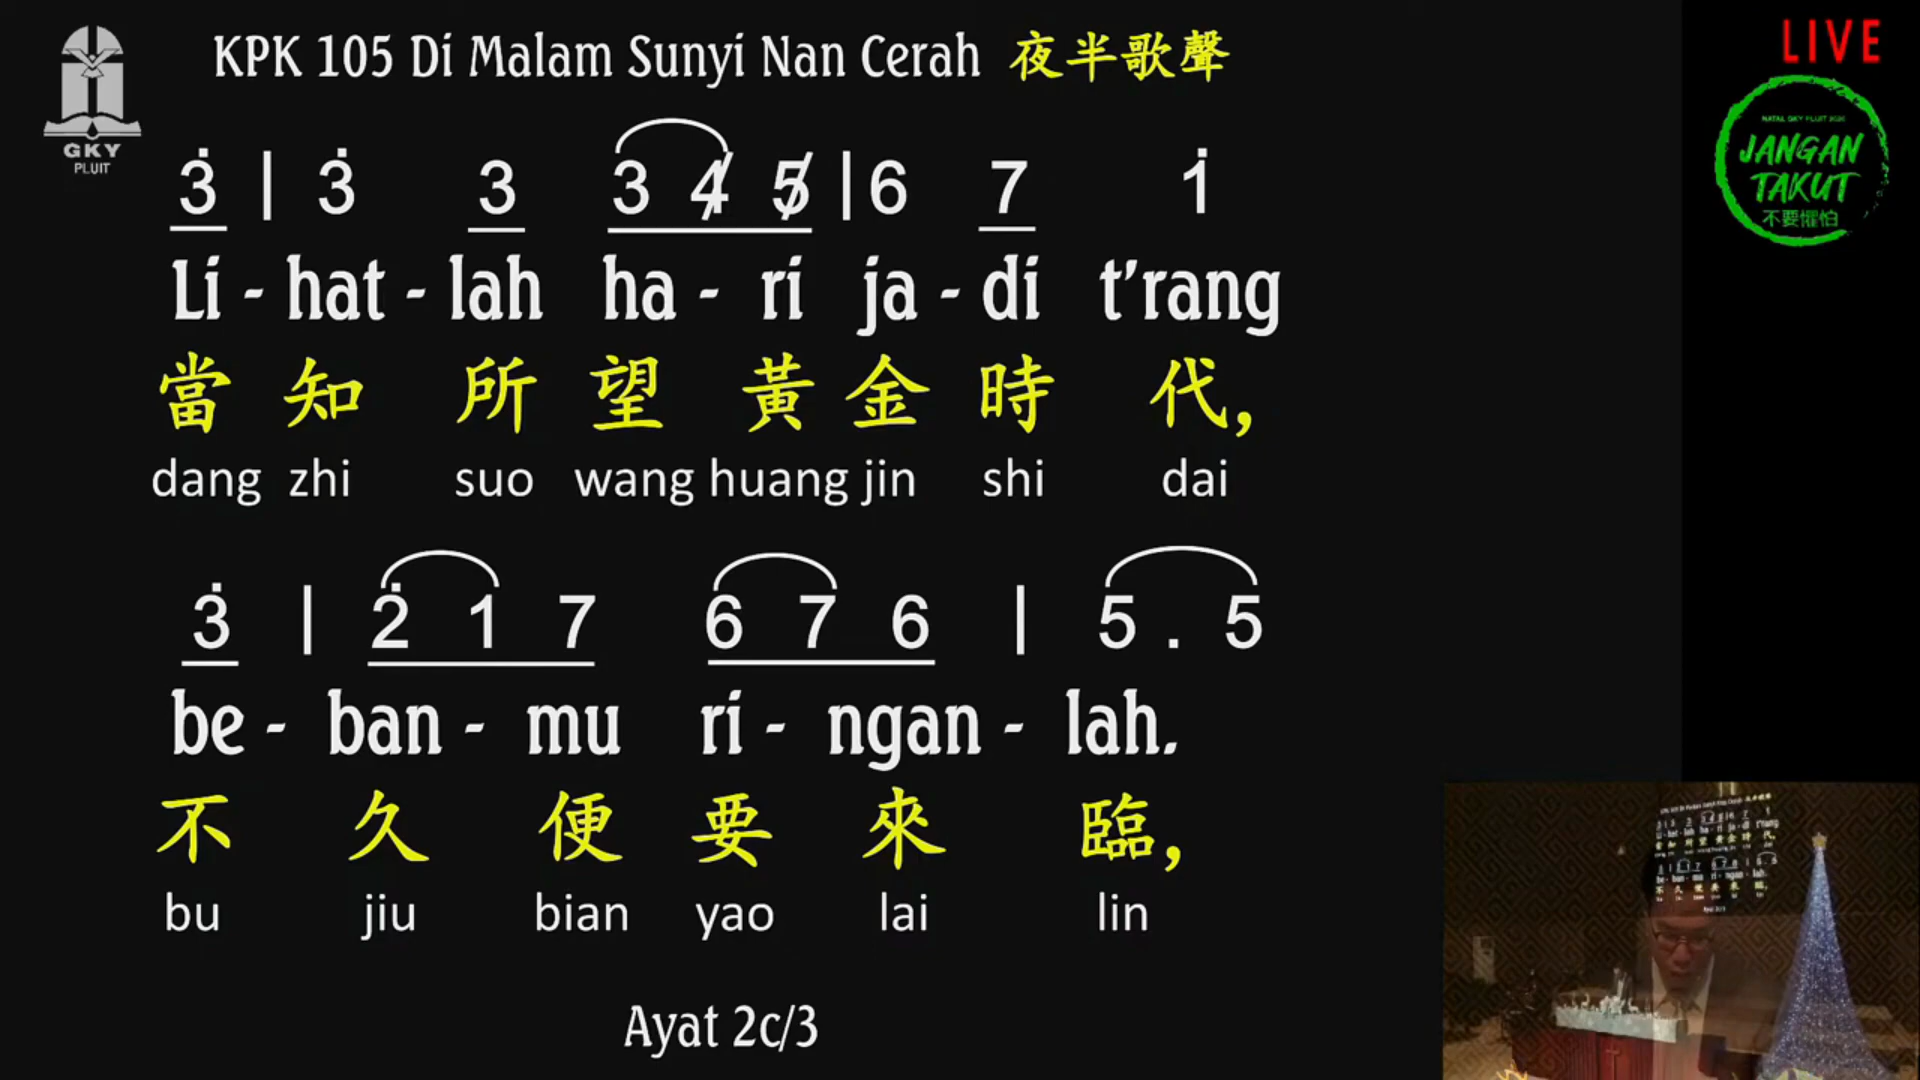 KPK 105 Di Malam Sunyi Nan Cerah 夜半歌聲
LIVE
GKY
PLUIT
NATAL GKY PLUIT 2020
JANGAN
TAKUT
不要懼怕
3̇ | 3̇ 3 3 4̸ 5̸ | 6 7 1̇
Li - hat - lah ha - ri ja - di t’rang
當 知 所 望 黃 金 時 代,
dang zhi suo wang huang jin shi dai
3̇ | 2̇ 1 7 6 7 6 | 5 . 5
be - ban - mu ri - ngan - lah.
不 久 便 要 來 臨,
bu jiu bian yao lai lin
Ayat 2c/3